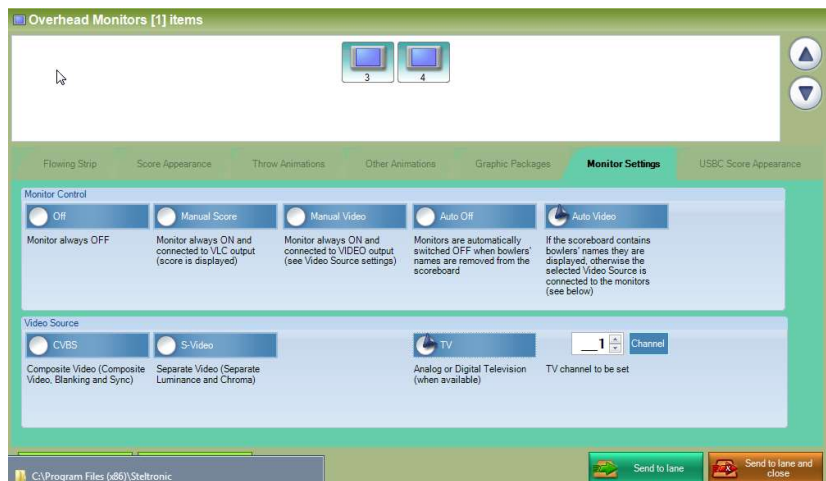 Overhead Monitors [1] items
3
4
Flowing Strip
Score Appearance
Throw Animations
Other Animations
Graphic Packages
Monitor Settings
USBC Score Appearance
Monitor Control
Off
Manual Score
Manual Video
Auto Off
Auto Video
Monitor always OFF
Monitor always ON and
connected to VLC output
(score is displayed)
Monitor always ON and
connected to VIDEO output
(see Video Source settings)
Monitors are automatically
switched OFF when bowlers'
names are removed from the
scoreboard
If the scoreboard contains
bowlers' names they are
displayed, otherwise the
selected Video Source is
connected to the monitors
(see below)
Video Source
CVBS
S-Video
TV
__1
Channel
Composite Video (Composite
Video, Blanking and Sync)
Separate Video (Separate
Luminance and Chroma)
Analog or Digital Television
(when available)
TV channel to be set
C:\Program Files (x86)\Steltronic
Send to lane
Send to lane and
close